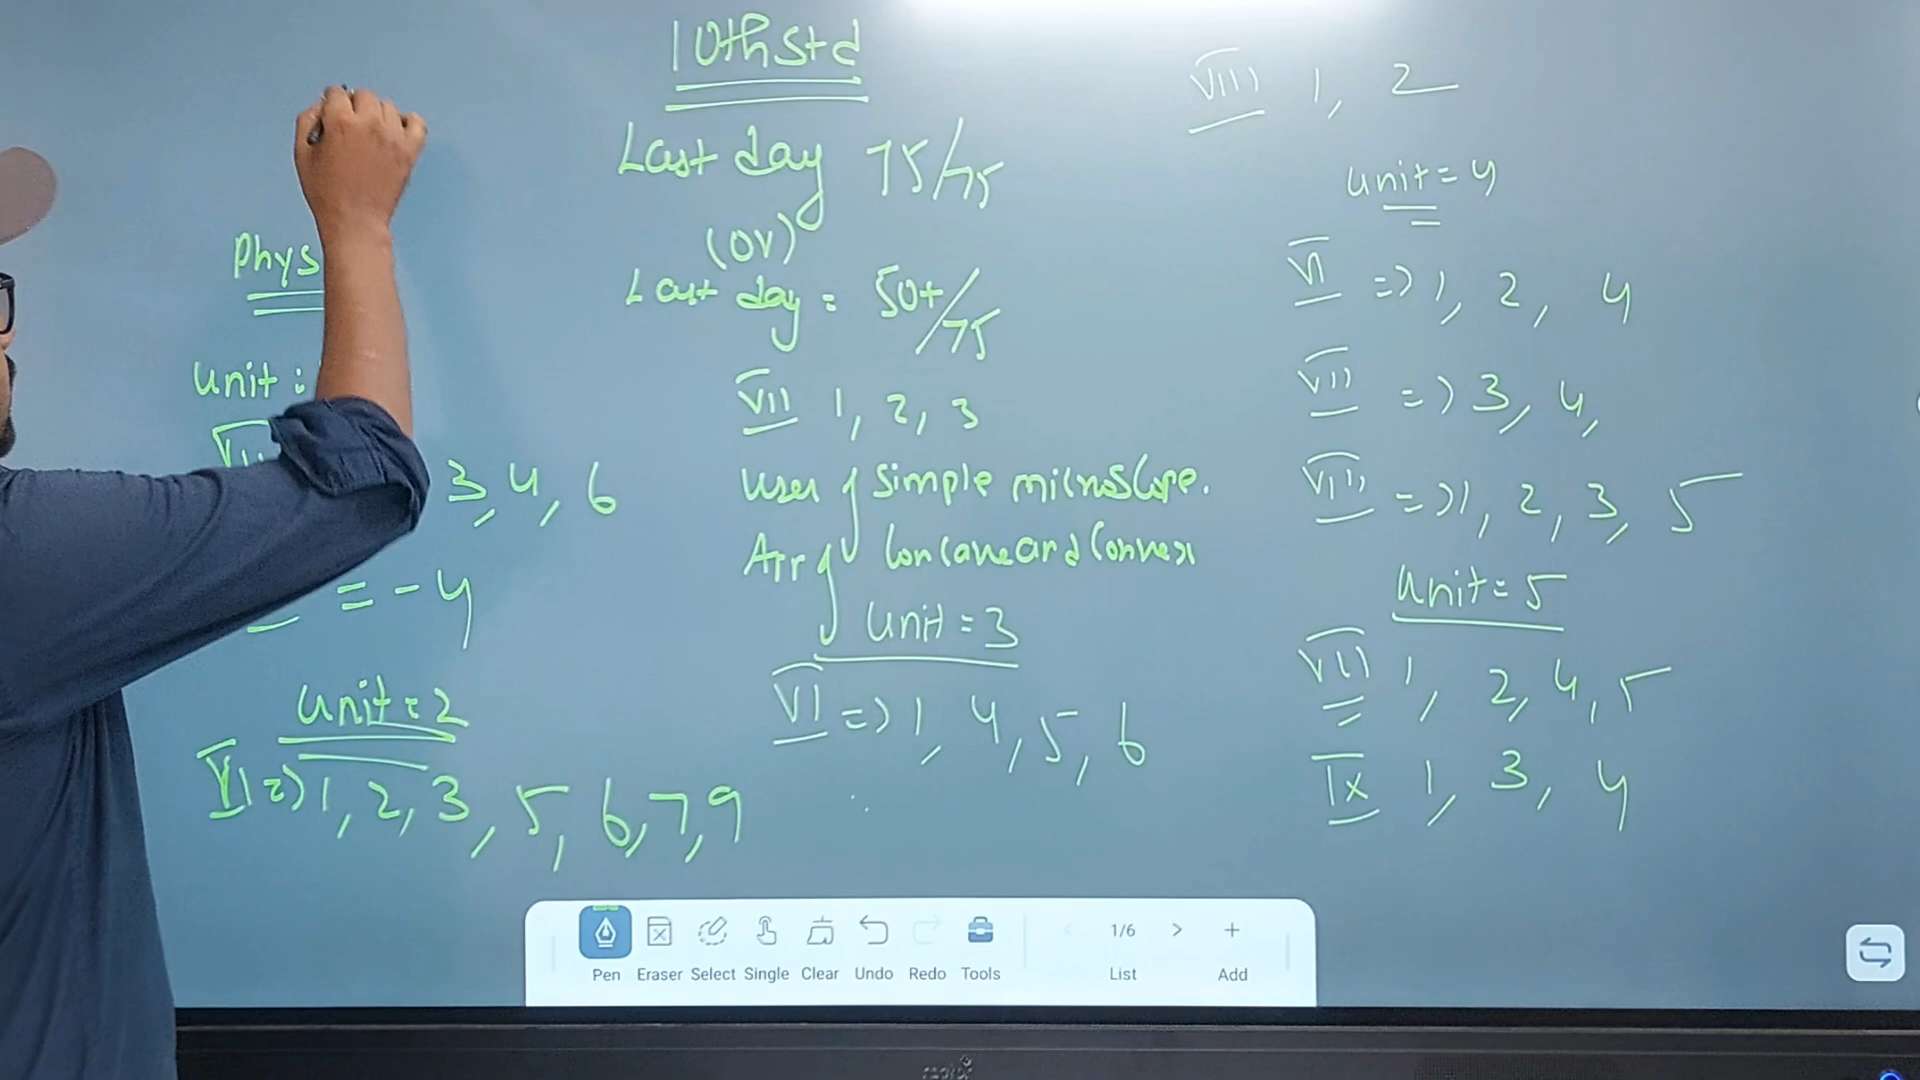 10th Std
Last day 75/75
(or)
Last day = 50+/75
Phys
Unit :
3, 4, 6
= - 4
Unit = 2
VI => 1, 2, 3, 5, 6, 7, 9
VII 1, 2, 3
Uses } Simple microscope.
Arr } Concave and Convex
Unit = 3
VI => 1, 4, 5, 6
VIII 1, 2
Unit = 4
VI => 1, 2, 4
VII => 3, 4,
VIII => 1, 2, 3, 5
Unit = 5
VII 1, 2, 4, 5
IX 1, 3, 4
Pen Eraser Select Single Clear Undo Redo Tools 1/6 List Add